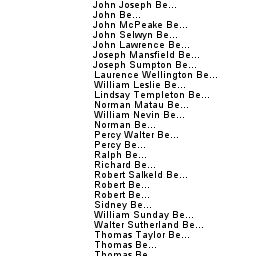 John Joseph Be...
John Be...
John McPeake Be...
John Selwyn Be...
John Lawrence Be...
Joseph Mansfield Be...
Joseph Sumpton Be...
Laurence Wellington Be...
William Leslie Be...
Lindsay Templeton Be...
Norman Matau Be...
William Nevin Be...
Norman Be...
Percy Walter Be...
Percy Be...
Ralph Be...
Richard Be...
Robert Salkeld Be...
Robert Be...
Robert Be...
Sidney Be...
William Sunday Be...
Walter Sutherland Be...
Thomas Taylor Be...
Thomas Be...
Thomas Be